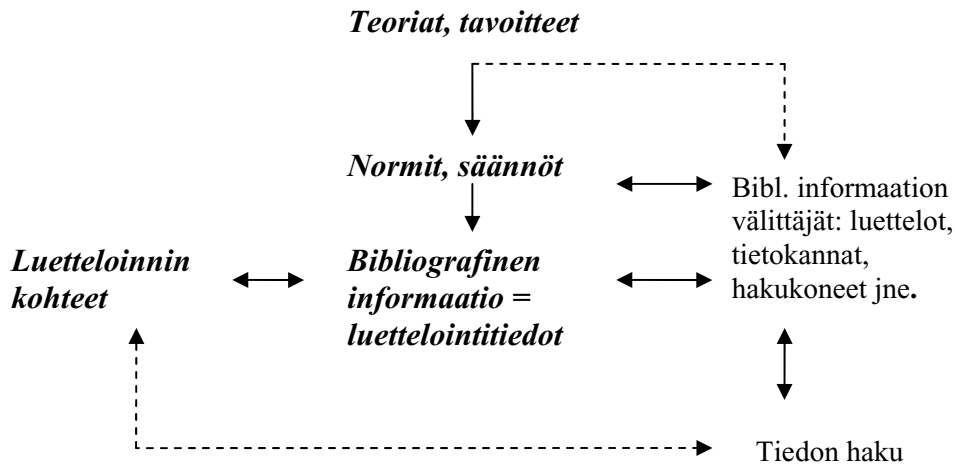 Teoriat, tavoitteet
Normit, säännöt
Bibl. informaation
välittäjät: luettelot,
tietokannat,
hakukoneet jne.
Luetteloinnin
kohteet
Bibliografinen
informaatio =
luettelointitiedot
Tiedon haku